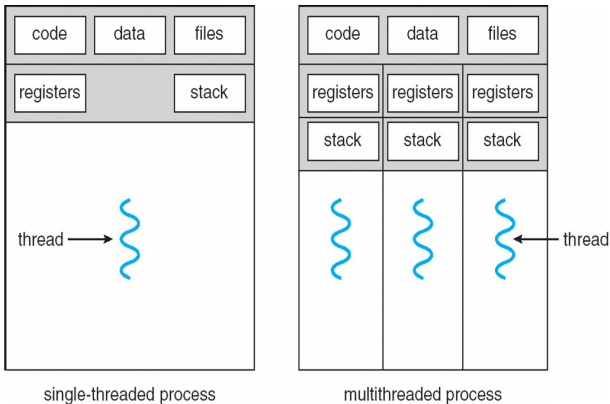 code data files
registers stack
thread
single-threaded process
code data files
registers registers registers
stack stack stack
thread
multithreaded process